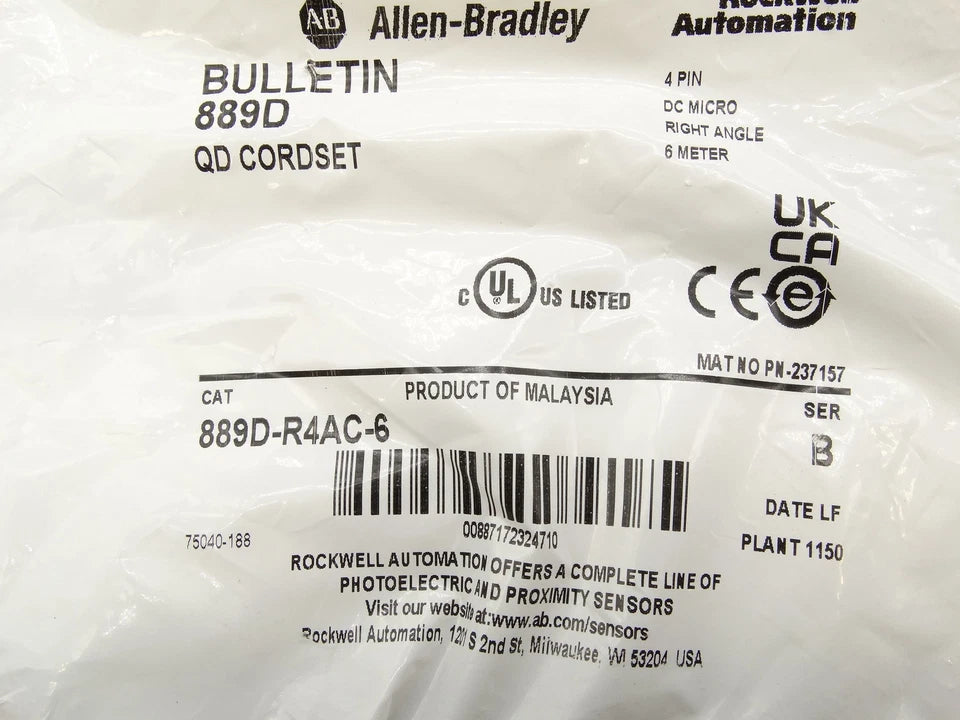 AB Allen-Bradley
Rockwell
Automation
BULLETIN
889D
QD CORDSET
4 PIN
DC MICRO
RIGHT ANGLE
6 METER
UK
CA
C UL US LISTED
CE e
MAT NO PN-237157
CAT
PRODUCT OF MALAYSIA
SER
889D-R4AC-6
B
00887172324710
DATE LF
75040-188
PLANT 1150
ROCKWELL AUTOMATION OFFERS A COMPLETE LINE OF
PHOTOELECTRIC AND PROXIMITY SENSORS
Visit our website at:www.ab.com/sensors
Rockwell Automation, 1201 S 2nd St, Milwaukee, WI 53204 USA